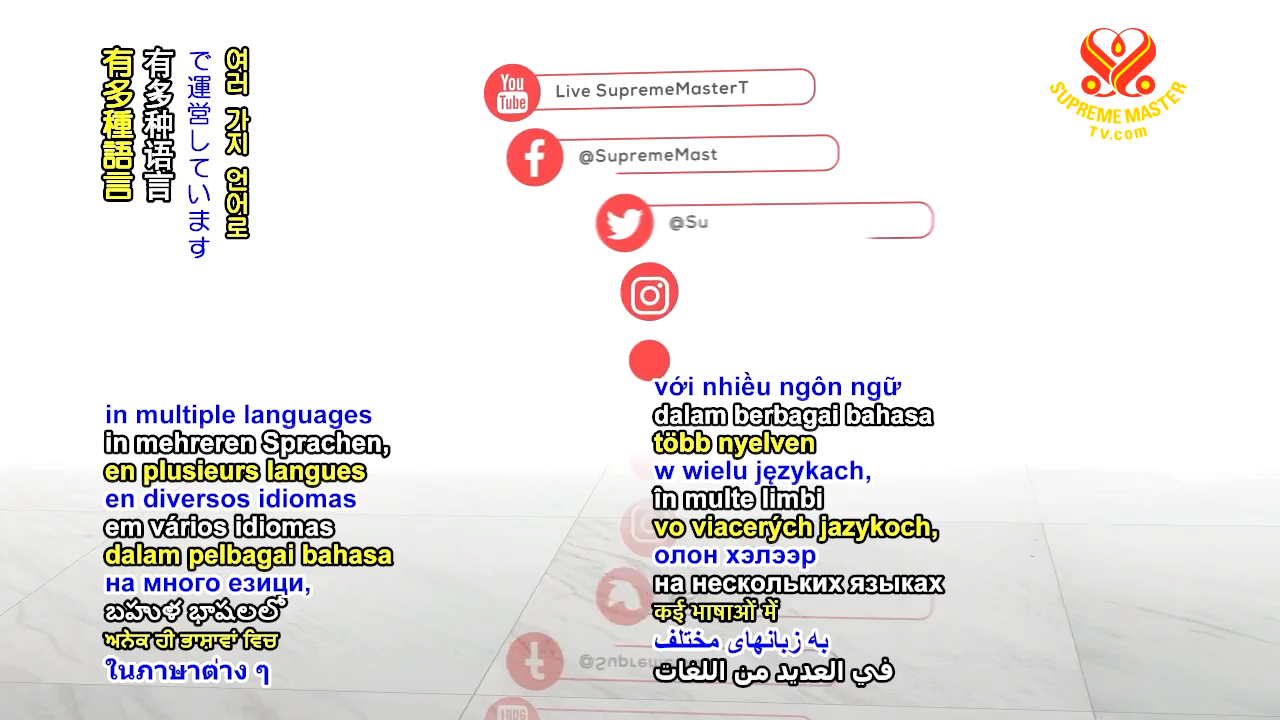 여러 가지 언어로
で運営しています
有多种语言
有多種語言
You
Tube
Live SupremeMasterT
@SupremeMast
@Su
SUPREME MASTER
TV.com
in multiple languages
in mehreren Sprachen,
en plusieurs langues
en diversos idiomas
em vários idiomas
dalam pelbagai bahasa
на много езици,
బహుళ భాషలలో
ਅਨੇਕ ਹੀ ਭਾਸ਼ਾਵਾਂ ਵਿਚ
ในภาษาต่าง ๆ
với nhiều ngôn ngữ
dalam berbagai bahasa
több nyelven
w wielu językach,
în multe limbi
vo viacerých jazykoch,
олон хэлээр
на нескольких языках
कई भाषाओं में
به زبانهای مختلف
في العديد من اللغات